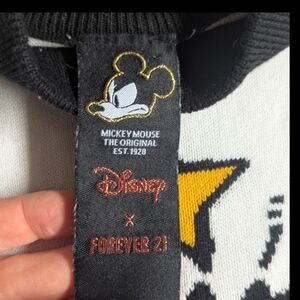 MICKEY MOUSE
THE ORIGINAL
EST. 1928
Disney
X
FOREVER 21